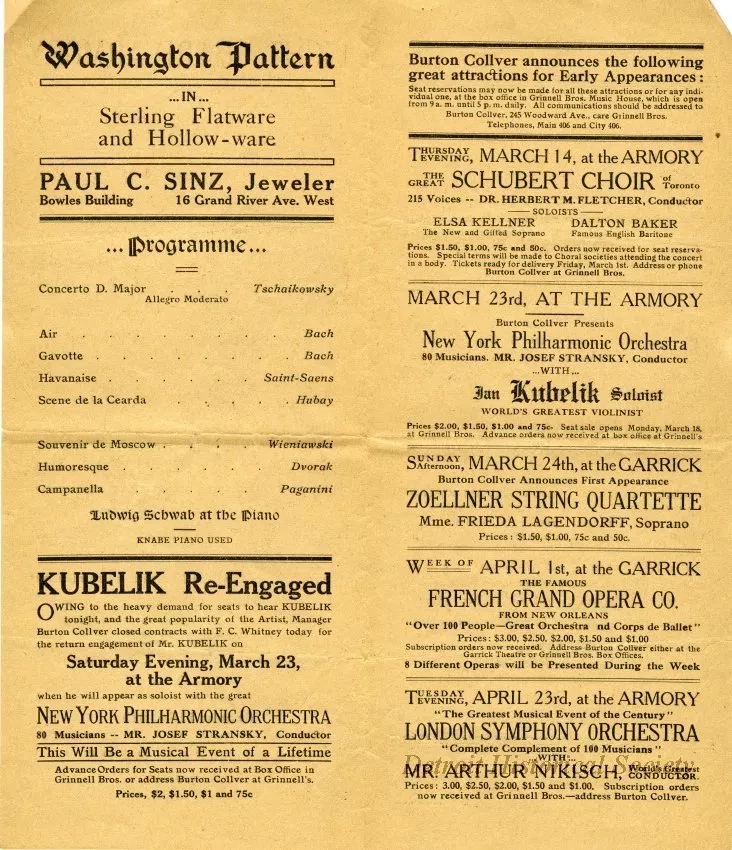 Washington Pattern
...IN...
Sterling Flatware
and Hollow-ware
PAUL C. SINZ, Jeweler
Bowles Building 16 Grand River Ave. West
...Programme...
Concerto D. Major . . . Tschaikowsky
Allegro Moderato
Air . . . . . . . . Bach
Gavotte . . . . . . . Bach
Havanaise . . . . . . Saint-Saens
Scene de la Cearda . . . . . Hubay
Souvenir de Moscow . . . . Wieniawski
Humoresque . . . . . . Dvorak
Campanella . . . . . . Paganini
Ludwig Schwab at the Piano
KNABE PIANO USED
KUBELIK Re-Engaged
OWING to the heavy demand for seats to hear KUBELIK
tonight, and the great popularity of the Artist, Manager
Burton Collver closed contracts with F. C. Whitney today for
the return engagement of Mr. KUBELIK on
Saturday Evening, March 23,
at the Armory
when he will appear as soloist with the great
NEW YORK PHILHARMONIC ORCHESTRA
80 Musicians -- MR. JOSEF STRANSKY, Conductor
This Will Be a Musical Event of a Lifetime
Advance Orders for Seats now received at Box Office in
Grinnell Bros. or address Burton Collver at Grinnell's.
Prices, $2, $1.50, $1 and 75c
Burton Collver announces the following
great attractions for Early Appearances :
Seat reservations may now be made for all these attractions or for any indi-
vidual one, at the box office in Grinnell Bros. Music House, which is open
from 9 a. m. until 5 p. m. daily. All communications should be addressed to
Burton Collver, 245 Woodward Ave., care Grinnell Bros.
Telephones, Main 406 and City 406.
THURSDAY EVENING, MARCH 14, at the ARMORY
THE GREAT SCHUBERT CHOIR of Toronto
215 Voices -- DR. HERBERT M. FLETCHER, Conductor
SOLOISTS
ELSA KELLNER DALTON BAKER
The New and Gifted Soprano Famous English Baritone
Prices $1.50, $1.00, 75c and 50c. Orders now received for seat reserva-
tions. Special terms will be made to Choral societies attending the concert
in a body. Tickets ready for delivery Friday, March 1st. Address or phone
Burton Collver at Grinnell Bros.
MARCH 23rd, AT THE ARMORY
Burton Collver Presents
New York Philharmonic Orchestra
80 Musicians. MR. JOSEF STRANSKY, Conductor
...WITH...
Jan Kubelik Soloist
WORLD'S GREATEST VIOLINIST
Prices $2.00, $1.50, $1.00 and 75c. Seat sale opens Monday, March 18,
at Grinnell Bros. Advance orders now received at box office at Grinnell's
SUNDAY Afternoon, MARCH 24th, at the GARRICK
Burton Collver Announces First Appearance
ZOELLNER STRING QUARTETTE
Mme. FRIEDA LAGENDORFF, Soprano
Prices : $1.50, $1.00, 75c and 50c.
WEEK OF APRIL 1st, at the GARRICK
THE FAMOUS
FRENCH GRAND OPERA CO.
FROM NEW ORLEANS
"Over 100 People—Great Orchestra nd Corps de Ballet"
Prices: $3.00, $2.50, $2.00, $1.50 and $1.00
Subscription orders now received. Address Burton Collver either at the
Garrick Theatre or Grinnell Bros. Box Offices.
8 Different Operas will be Presented During the Week
TUESDAY EVENING, APRIL 23rd, at the ARMORY
"The Greatest Musical Event of the Century"
LONDON SYMPHONY ORCHESTRA
"Complete Complement of 100 Musicians"
WITH
Detroit Historical Society
MR. ARTHUR NIKISCH, World's Greatest CONDUCTOR.
Prices: 3.00, $2.50, $2.00, $1.50 and $1.00. Subscription orders
now received at Grinnell Bros.—address Burton Collver.